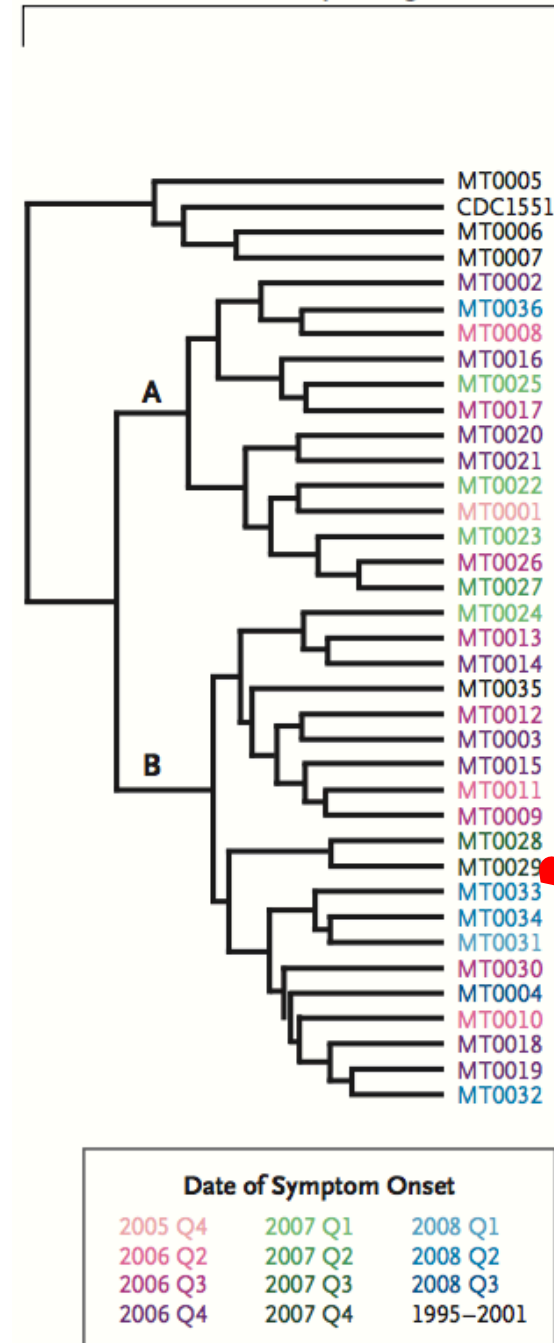 MT0005
CDC1551
MT0006
MT0007
MT0002
MT0036
MT0008
MT0016
MT0025
MT0017
A
MT0020
MT0021
MT0022
MT0001
MT0023
MT0026
MT0027
MT0024
MT0013
MT0014
MT0035
MT0012
MT0003
B
MT0015
MT0011
MT0009
MT0028
MT0029
MT0033
MT0034
MT0031
MT0030
MT0004
MT0010
MT0018
MT0019
MT0032
Date of Symptom Onset
2005 Q4 2007 Q1 2008 Q1
2006 Q2 2007 Q2 2008 Q2
2006 Q3 2007 Q3 2008 Q3
2006 Q4 2007 Q4 1995–2001